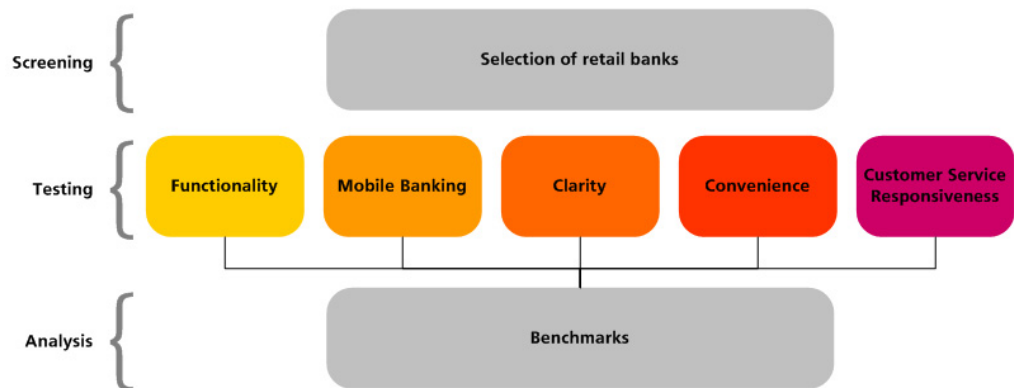 Screening
Selection of retail banks
Testing
Functionality
Mobile Banking
Clarity
Convenience
Customer Service
Responsiveness
Analysis
Benchmarks